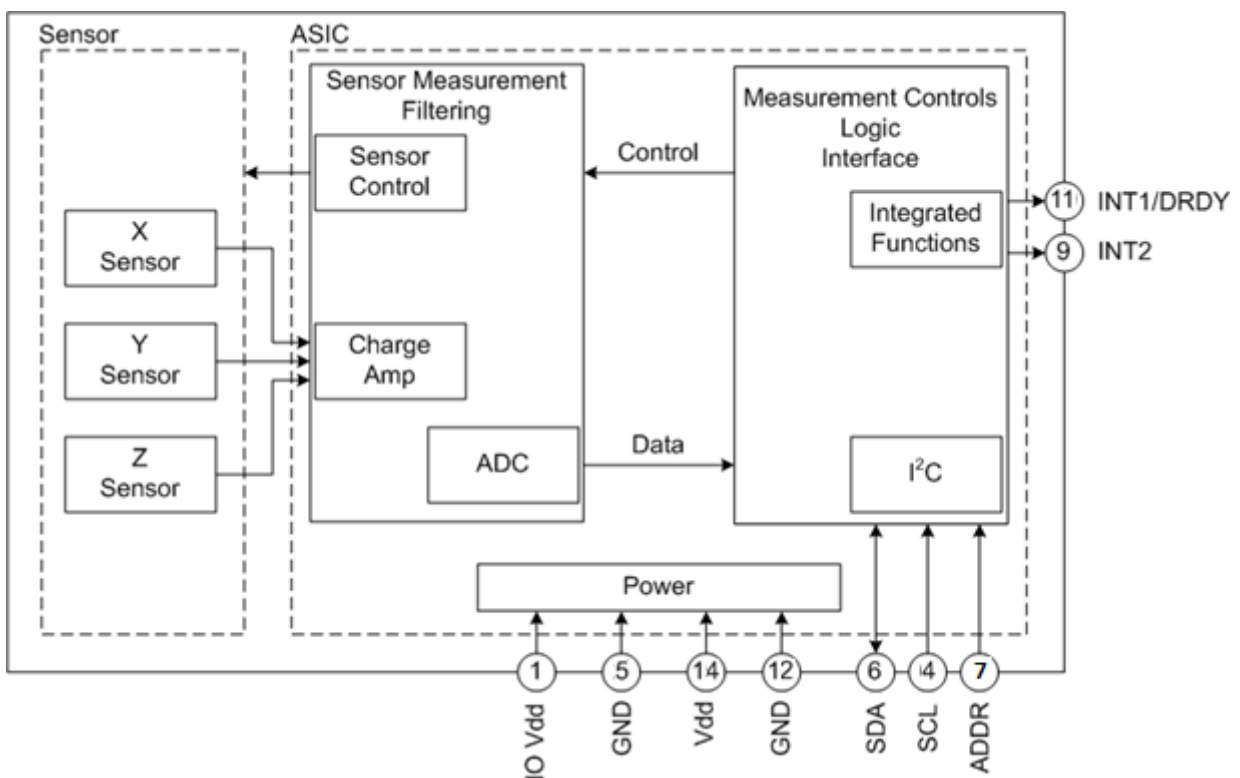 Sensor
ASIC
Sensor Measurement
Filtering
Sensor
Control
Charge
Amp
ADC
X
Sensor
Y
Sensor
Z
Sensor
Control
Data
Measurement Controls
Logic
Interface
Integrated
Functions
I²C
11 INT1/DRDY
9 INT2
Power
1
5
14
12
6
4
7
IO Vdd
GND
Vdd
GND
SDA
SCL
ADDR